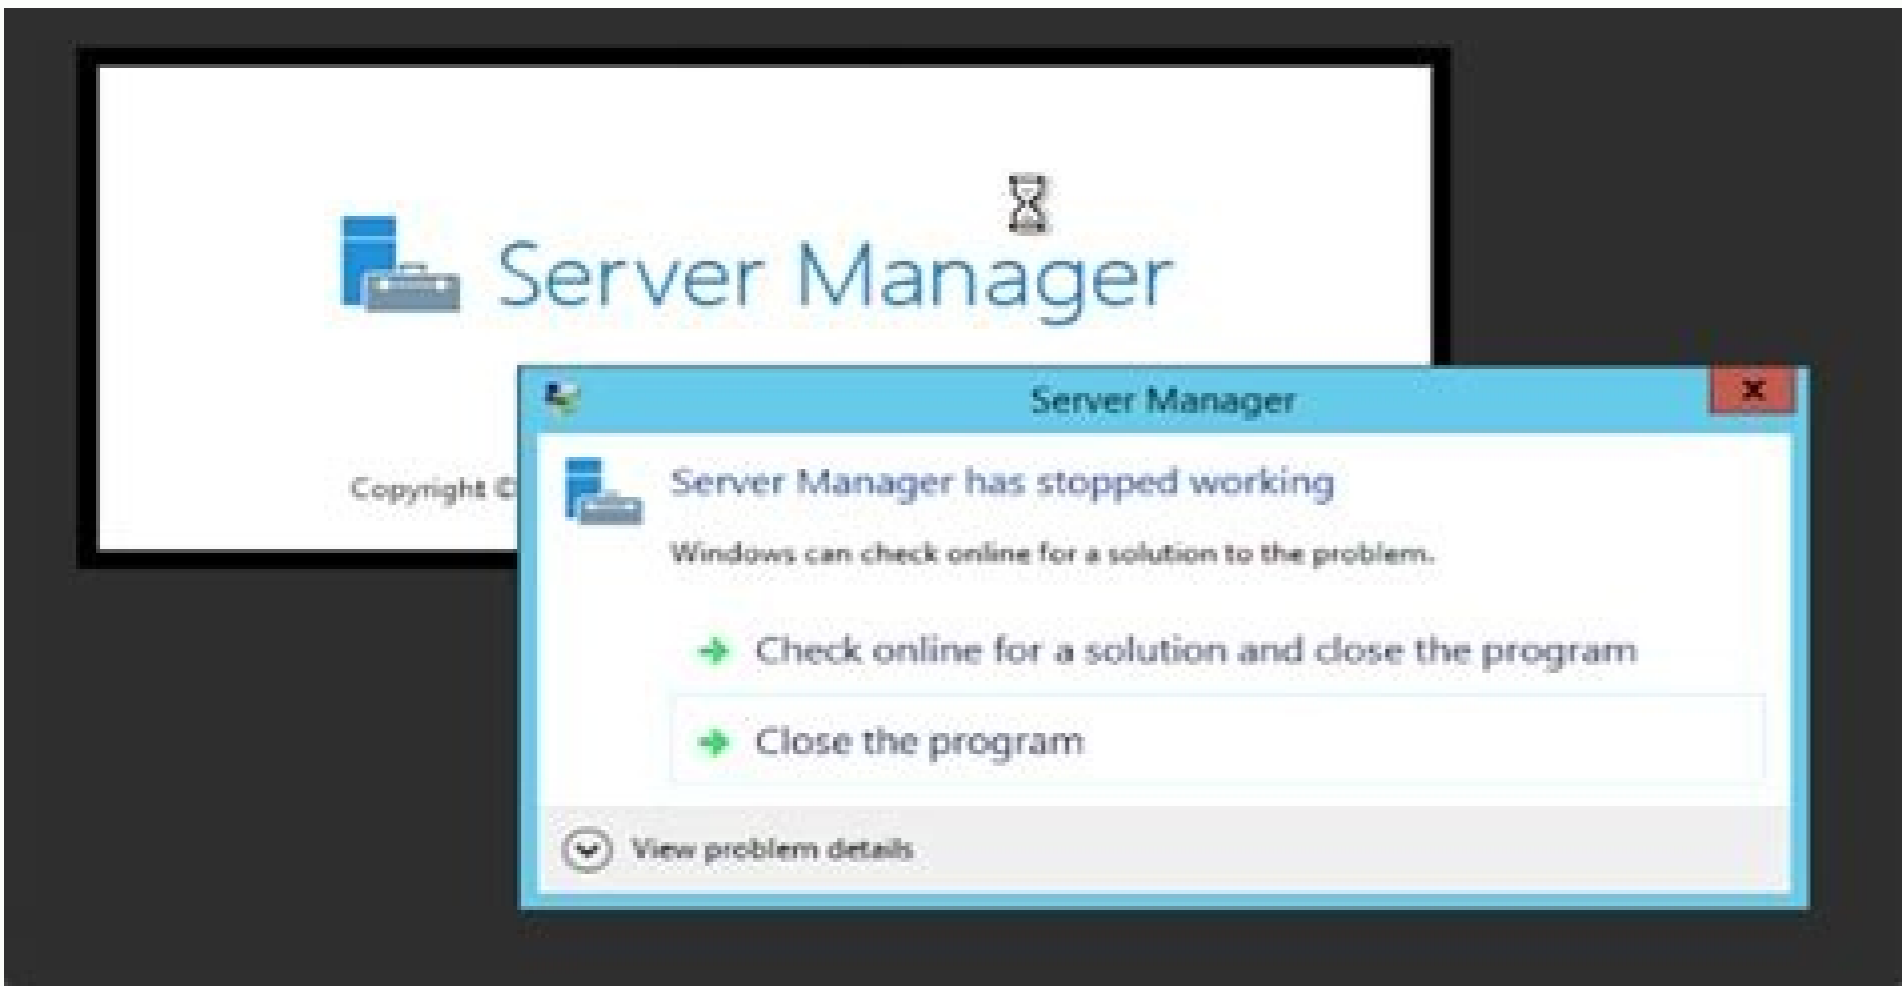 Server Manager
Copyright ©
Server Manager
Server Manager has stopped working
Windows can check online for a solution to the problem.
Check online for a solution and close the program
Close the program
View problem details